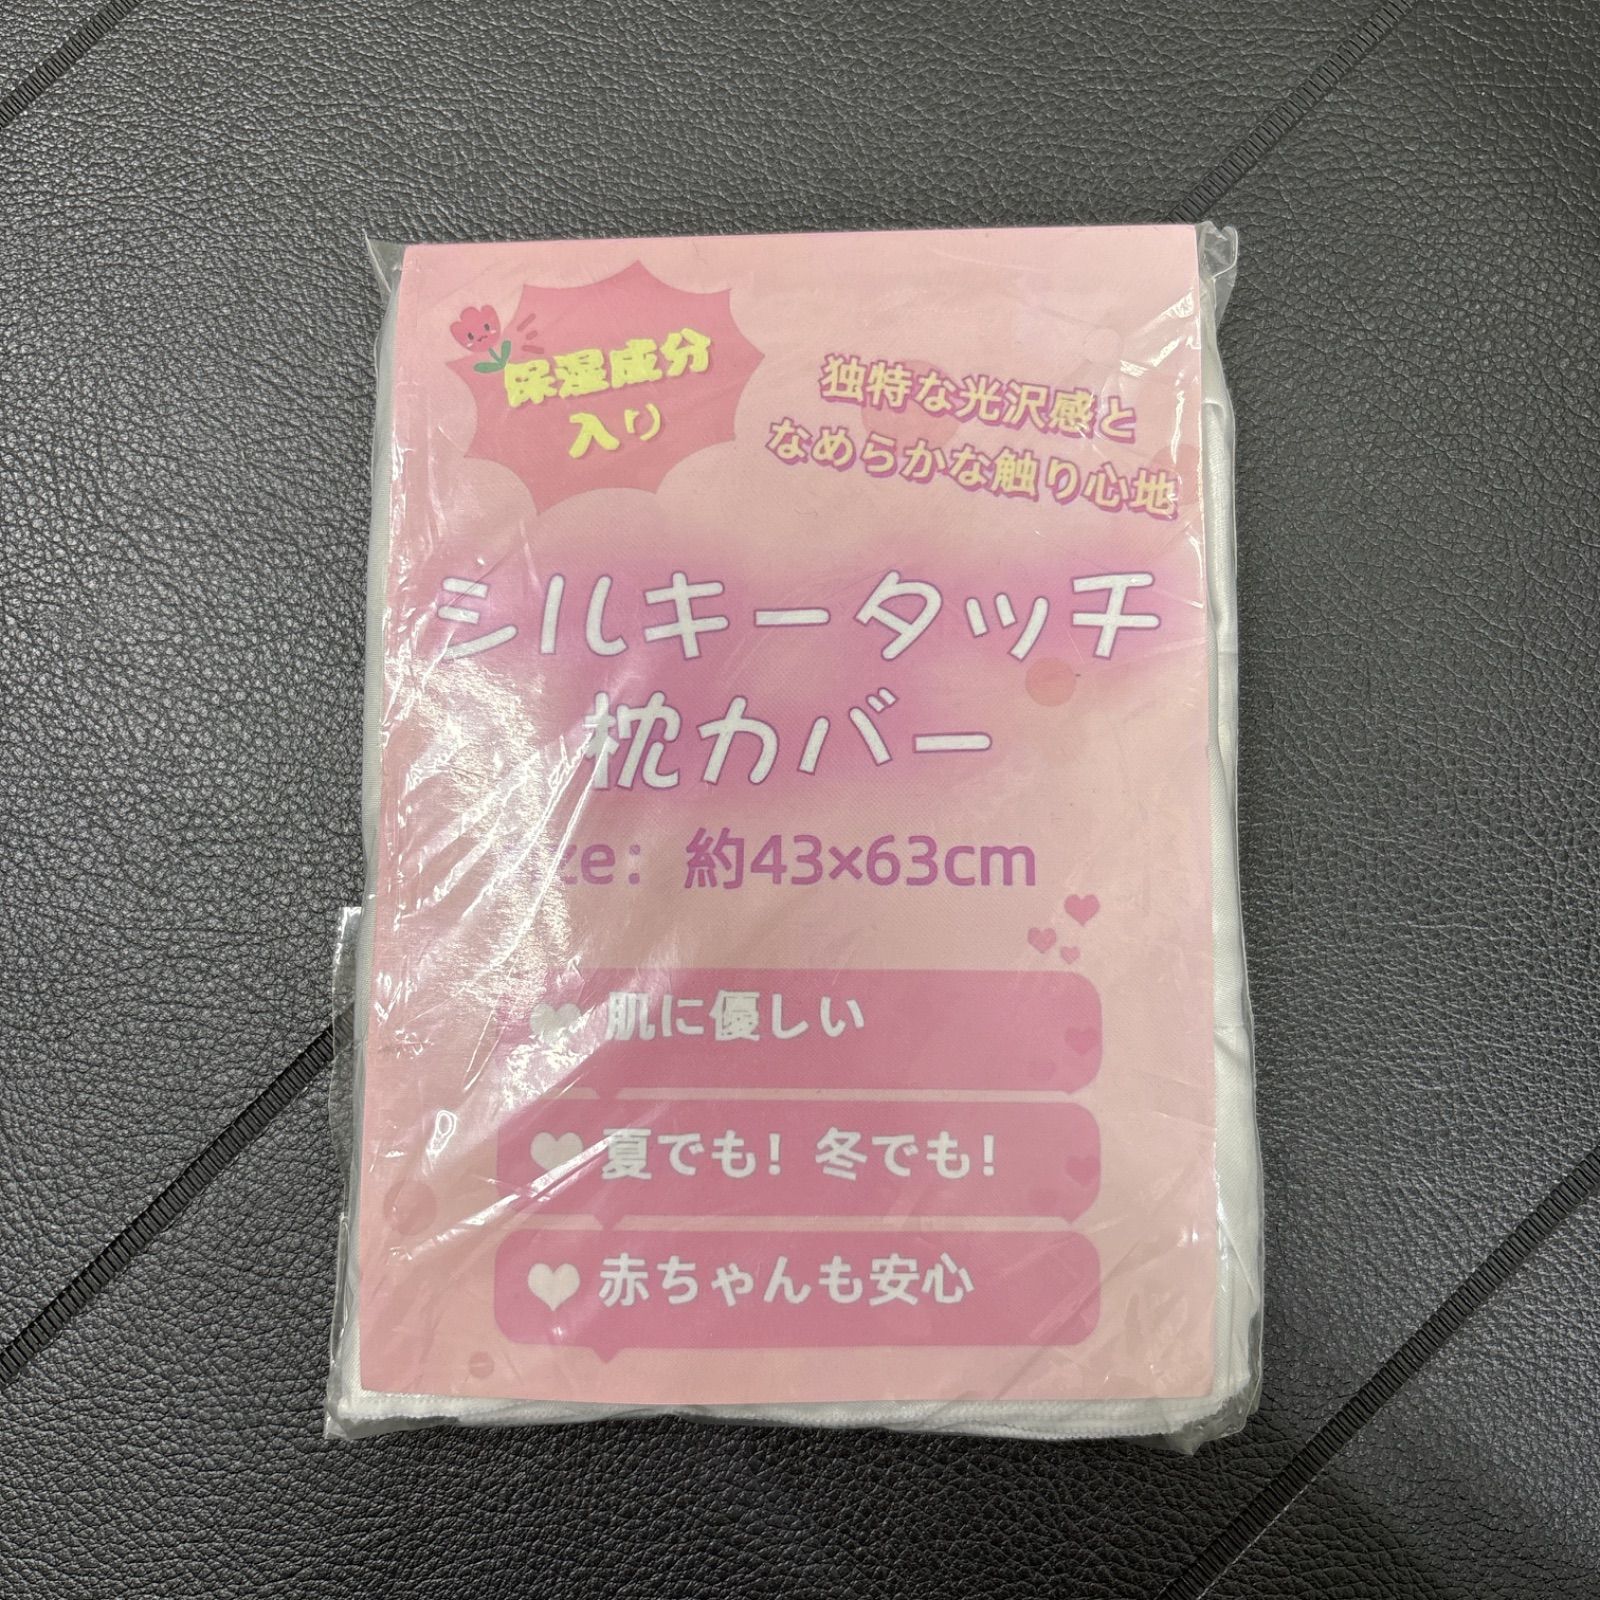 保湿成分
入り
独特な光沢感と
なめらかな触り心地
シルキータッチ
枕カバー
約43×63cm
肌に優しい
夏でも！冬でも！
赤ちゃんも安心